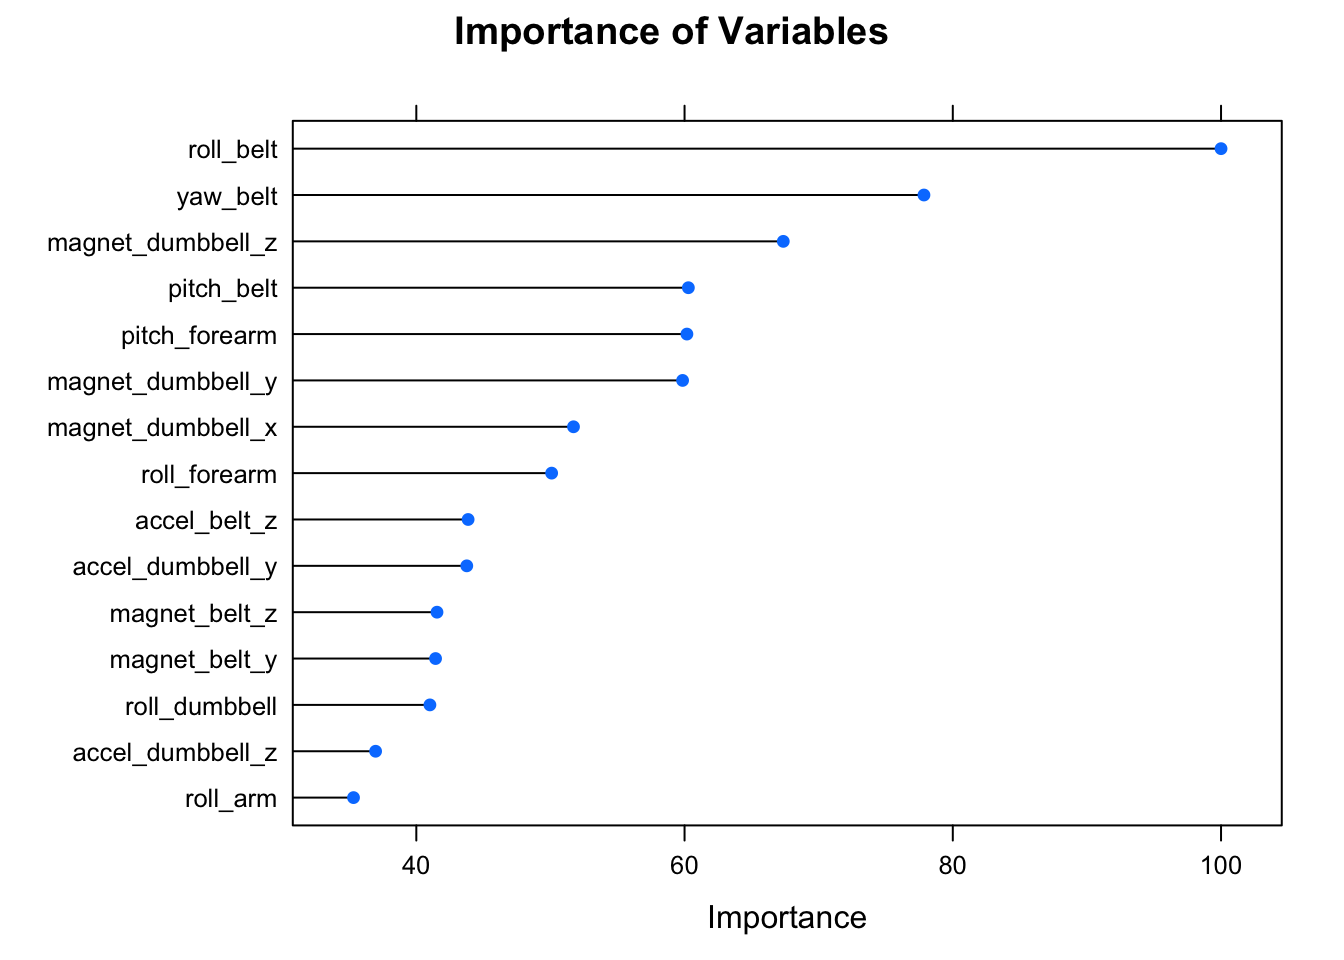 Importance of Variables
roll_belt
yaw_belt
magnet_dumbbell_z
pitch_belt
pitch_forearm
magnet_dumbbell_y
magnet_dumbbell_x
roll_forearm
accel_belt_z
accel_dumbbell_y
magnet_belt_z
magnet_belt_y
roll_dumbbell
accel_dumbbell_z
roll_arm
40 60 80 100
Importance